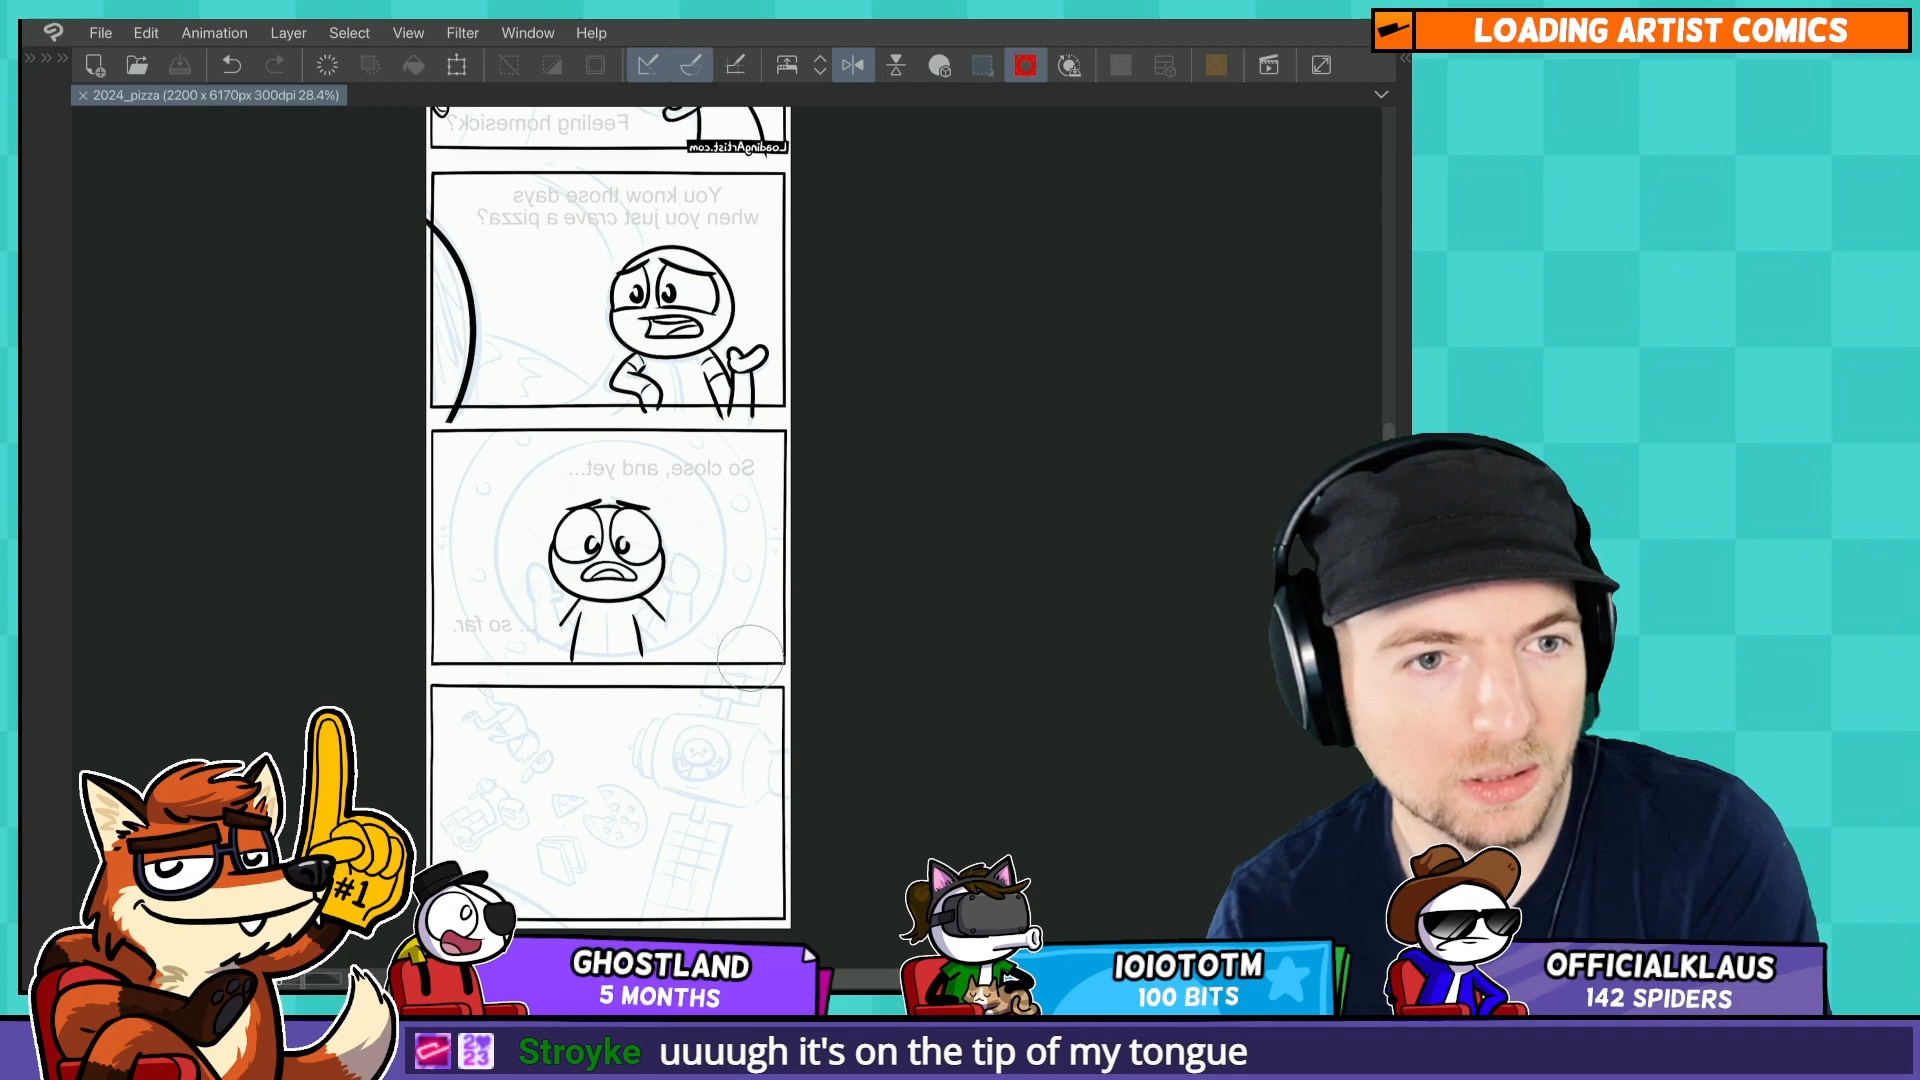 File Edit Animation Layer Select View Filter Window Help
LOADING ARTIST COMICS
2024_pizza (2200 x 6170px 300dpi 28.4%)
Feeling homesick?
LoadingArtist.com
You know those days
when you just crave a pizza?
So close, and yet...
... so far.
#1
GHOSTLAND
5 MONTHS
IOIOTOTM
100 BITS
OFFICIALKLAUS
142 SPIDERS
2023
Stroyke uuuugh it's on the tip of my tongue